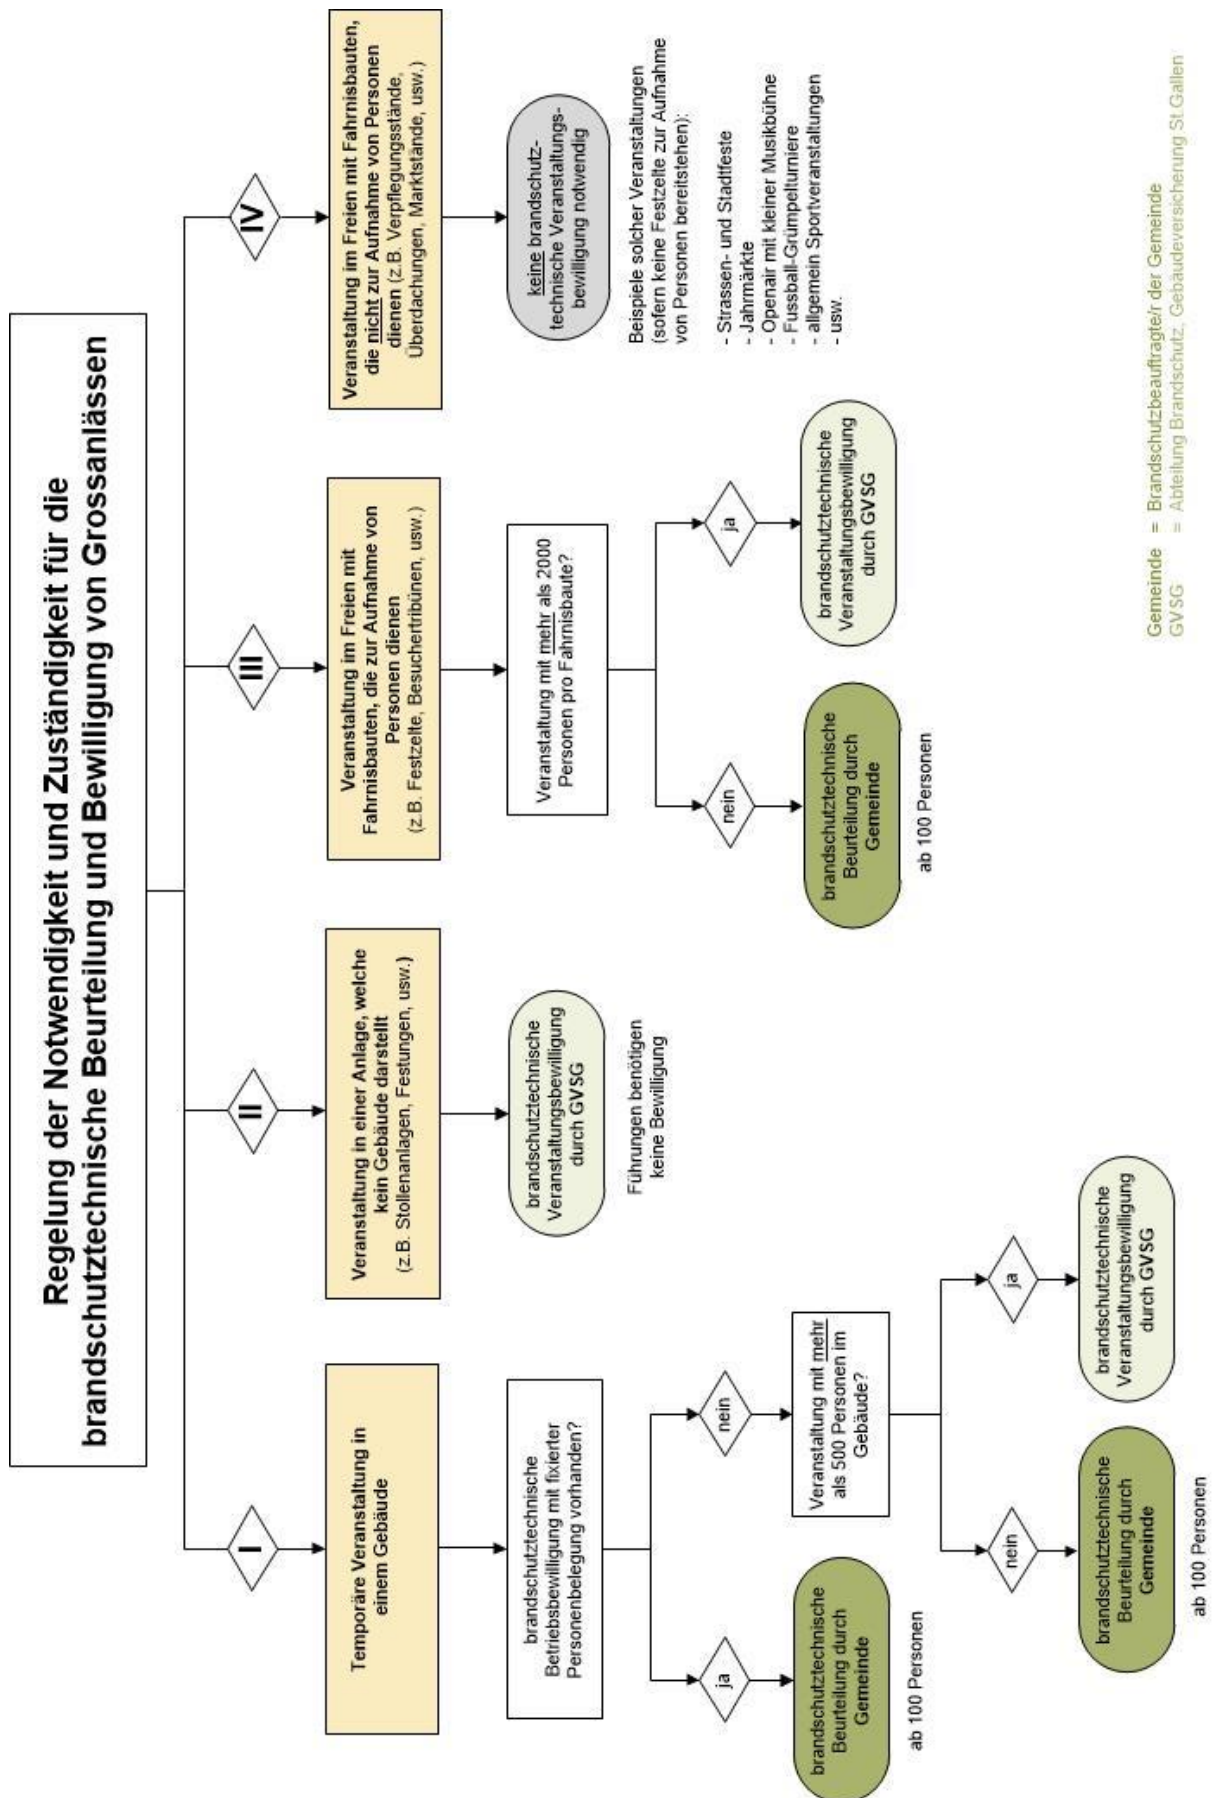 Regelung der Notwendigkeit und Zuständigkeit für die
brandschutztechnische Beurteilung und Bewilligung von Grossanlässen
I
Temporäre Veranstaltung in
einem Gebäude
brandschutztechnische
Betriebsbewilligung mit fixierter
Personenbelegung vorhanden?
ja
brandschutztechnische
Beurteilung durch
Gemeinde
ab 100 Personen
nein
Veranstaltung mit mehr
als 500 Personen im
Gebäude?
nein
brandschutztechnische
Beurteilung durch
Gemeinde
ab 100 Personen
ja
brandschutztechnische
Veranstaltungsbewilligung
durch GVSG
II
Veranstaltung in einer Anlage, welche
kein Gebäude darstellt
(z.B. Stollenanlagen, Festungen, usw.)
brandschutztechnische
Veranstaltungsbewilligung
durch GVSG
Führungen benötigen
keine Bewilligung
III
Veranstaltung im Freien mit
Fahrnisbauten, die zur Aufnahme von
Personen dienen
(z.B. Festzelte, Besuchertribünen, usw.)
Veranstaltung mit mehr als 2000
Personen pro Fahrnisbaute?
nein
brandschutztechnische
Beurteilung durch
Gemeinde
ab 100 Personen
ja
brandschutztechnische
Veranstaltungsbewilligung
durch GVSG
IV
Veranstaltung im Freien mit Fahrnisbauten,
die nicht zur Aufnahme von Personen
dienen (z.B. Verpflegungsstände,
Überdachungen, Marktstände, usw.)
keine brandschutz-
technische Veranstaltungs-
bewilligung notwendig
Beispiele solcher Veranstaltungen
(sofern keine Festzelte zur Aufnahme
von Personen bereitstehen):
- Strassen- und Stadtfeste
- Jahrmärkte
- Openair mit kleiner Musikbühne
- Fussball-Grümpelturniere
- allgemein Sportveranstaltungen
- usw.
Gemeinde = Brandschutzbeauftragte/r der Gemeinde
GVSG = Abteilung Brandschutz, Gebäudeversicherung St.Gallen